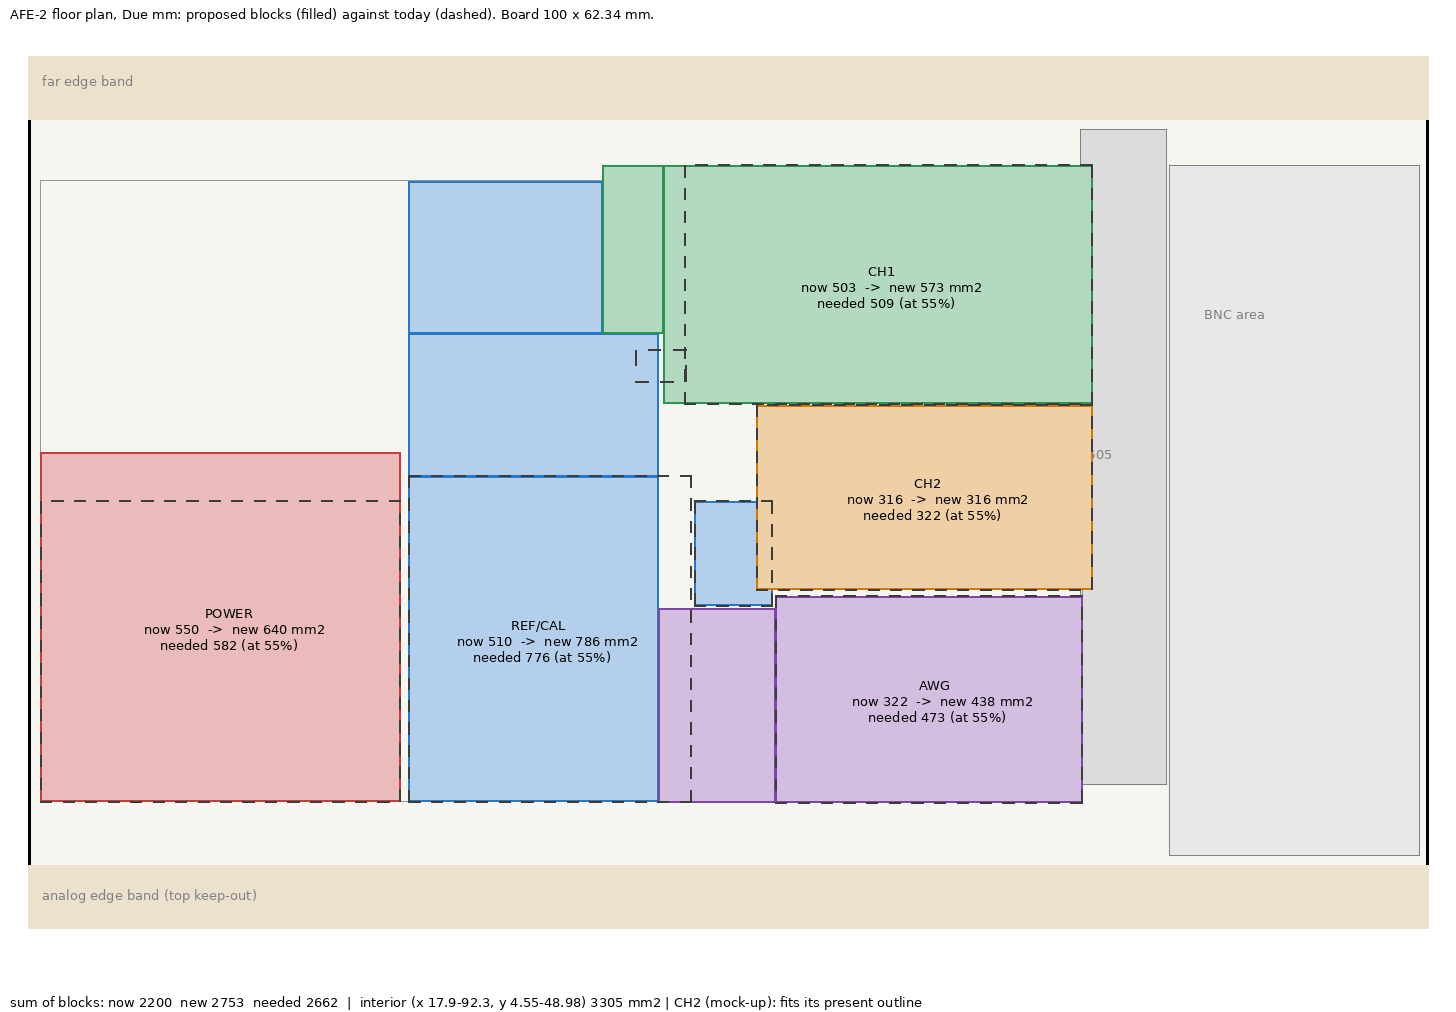 AFE-2 floor plan, Due mm: proposed blocks (filled) against today (dashed). Board 100 x 62.34 mm.
far edge band
CH1
now 503 -> new 573 mm2
needed 509 (at 55%)
BNC area
05
CH2
now 316 -> new 316 mm2
needed 322 (at 55%)
POWER
now 550 -> new 640 mm2
needed 582 (at 55%)
REF/CAL
now 510 -> new 786 mm2
needed 776 (at 55%)
AWG
now 322 -> new 438 mm2
needed 473 (at 55%)
analog edge band (top keep-out)
sum of blocks: now 2200 new 2753 needed 2662 | interior (x 17.9-92.3, y 4.55-48.98) 3305 mm2 | CH2 (mock-up): fits its present outline